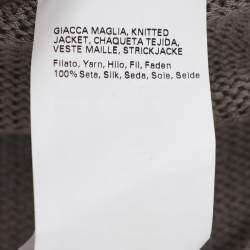 GIACCA MAGLIA, KNITTED
JACKET, CHAQUETA TEJIDA,
VESTE MAILLE, STRICKJACKE
Filato, Yarn, Hilo, Fil, Faden
100% Seta, Silk, Seda, Soie, Seide